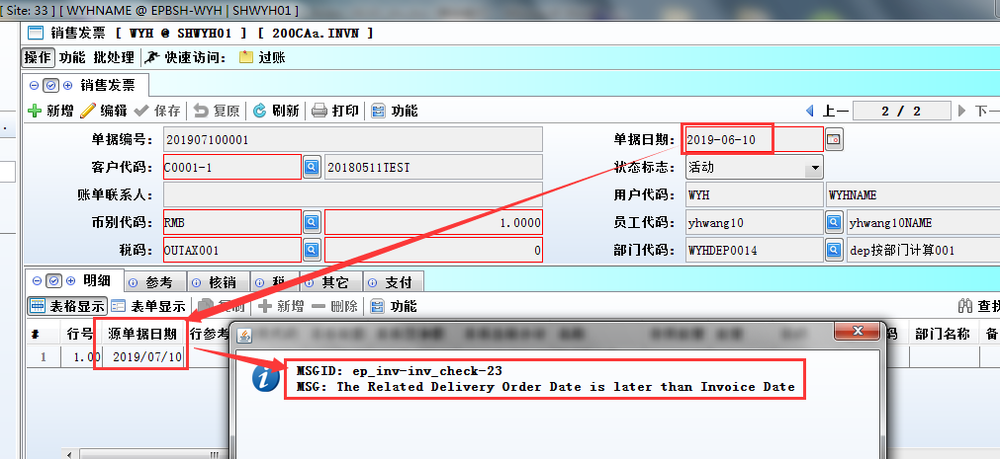 [ Site: 33 ] [ WYHNAME @ EPBSH-WYH | SHWYH01 ]
销售发票 [ WYH @ SHWYH01 ] [ 200CAa.INVN ]
操作 功能 批处理 快速访问: 过账
销售发票
新增 编辑 保存 复原 刷新 打印 功能 上一 2 / 2 下一
单据编号: 201907100001 单据日期: 2019-06-10
客户代码: C0001-1 20180511TEST 状态标志: 活动
账单联系人: 用户代码: WYH WYHNAME
币别代码: RMB 1.0000 员工代码: yhwang10 yhwang10NAME
税码: OUTAX001 0 部门代码: WYHDEP0014 dep按部门计算001
明细 参考 核销 税 其它 支付
表格显示 表单显示 复制 新增 删除 功能 查找
# 行号 源单据日期 行参考 码 部门名称 备
1 1.00 2019/07/10
MSGID: ep_inv-inv_check-23
MSG: The Related Delivery Order Date is later than Invoice Date